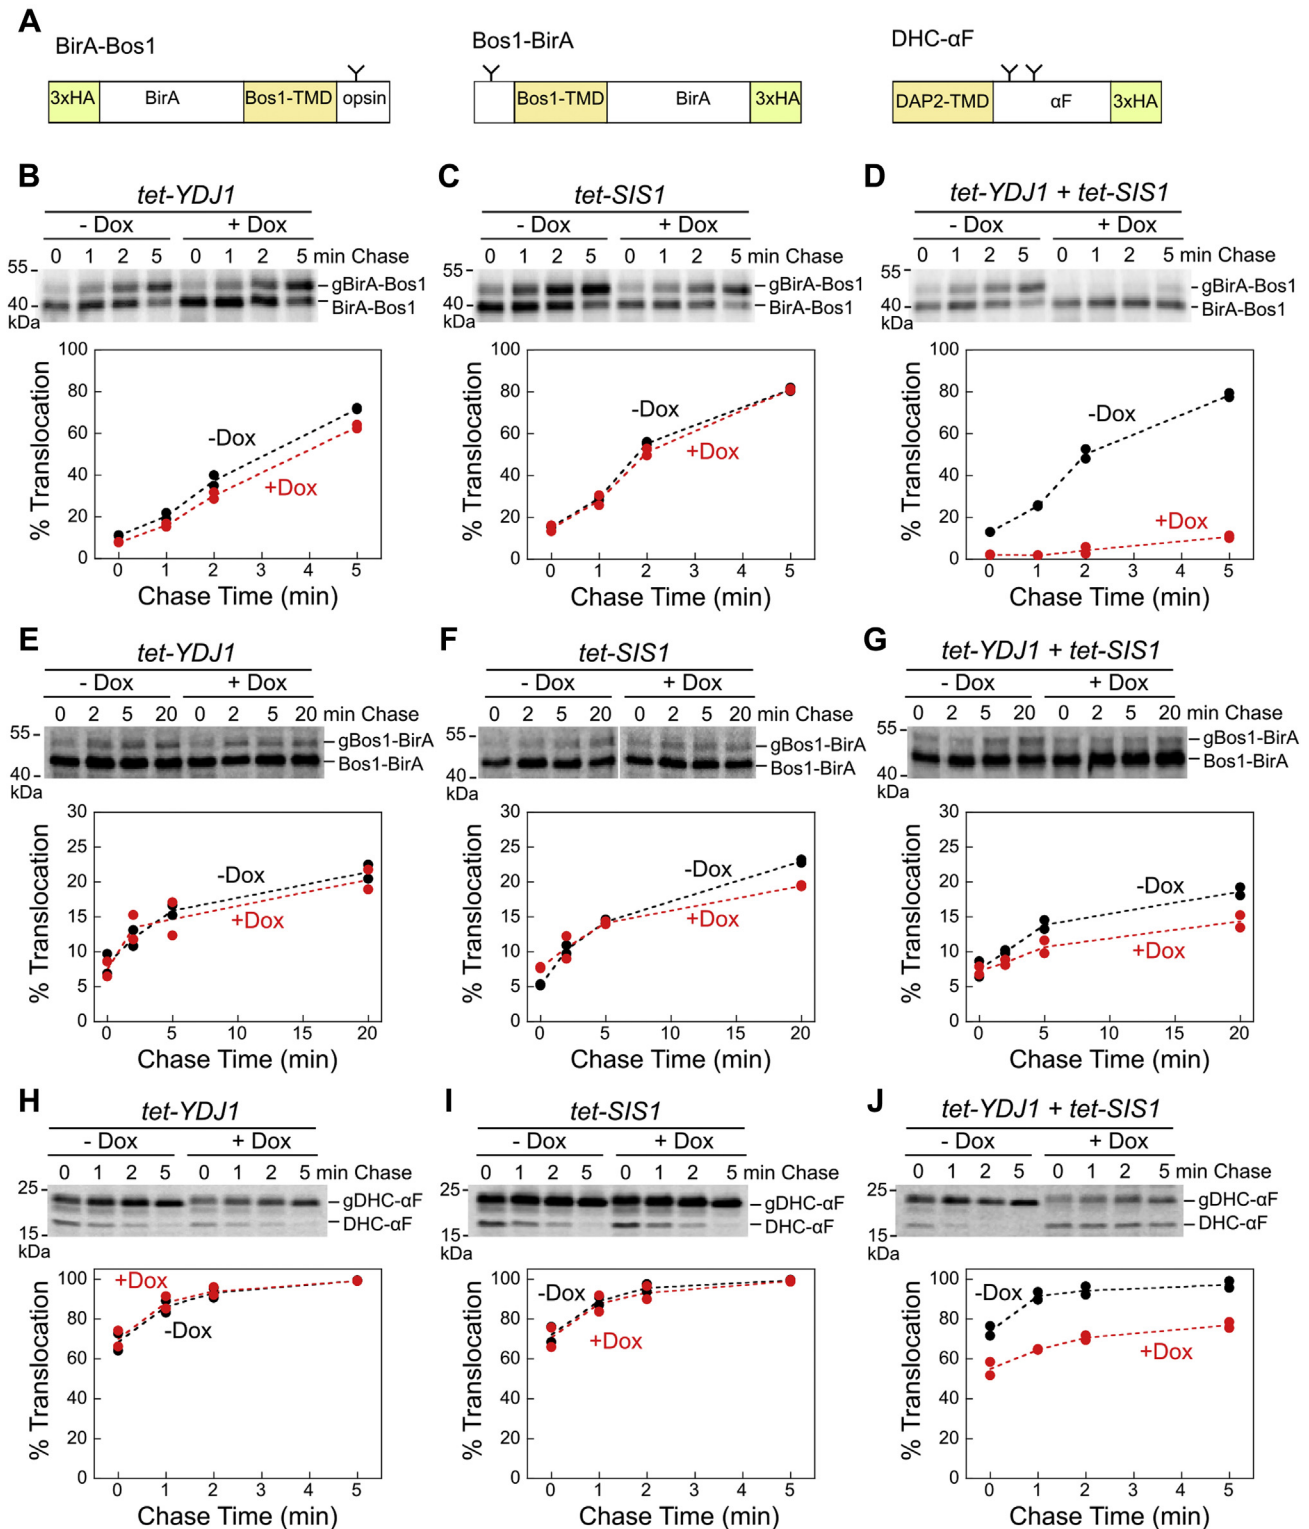 A
BirA-Bos1
Bos1-BirA
DHC-αF
3xHA BirA Bos1-TMD opsin
Bos1-TMD BirA 3xHA
DAP2-TMD αF 3xHA
B
tet-YDJ1
- Dox + Dox
0 1 2 5 0 1 2 5 min Chase
55
gBirA-Bos1
40
BirA-Bos1
kDa
% Translocation
100
80
60
40
20
0
-Dox
+Dox
0 1 2 3 4 5
Chase Time (min)
C
tet-SIS1
- Dox + Dox
0 1 2 5 0 1 2 5 min Chase
55
gBirA-Bos1
40
BirA-Bos1
kDa
% Translocation
100
80
60
40
20
0
-Dox
+Dox
0 1 2 3 4 5
Chase Time (min)
D
tet-YDJ1 + tet-SIS1
- Dox + Dox
0 1 2 5 0 1 2 5 min Chase
55
gBirA-Bos1
40
BirA-Bos1
kDa
% Translocation
100
80
60
40
20
0
-Dox
+Dox
0 1 2 3 4 5
Chase Time (min)
E
tet-YDJ1
- Dox + Dox
0 2 5 20 0 2 5 20 min Chase
55
gBos1-BirA
Bos1-BirA
40
kDa
% Translocation
30
25
20
15
10
5
0
-Dox
+Dox
0 5 10 15 20
Chase Time (min)
F
tet-SIS1
- Dox + Dox
0 2 5 20 0 2 5 20 min Chase
55
gBos1-BirA
Bos1-BirA
40
kDa
% Translocation
30
25
20
15
10
5
0
-Dox
+Dox
0 5 10 15 20
Chase Time (min)
G
tet-YDJ1 + tet-SIS1
- Dox + Dox
0 2 5 20 0 2 5 20 min Chase
55
gBos1-BirA
Bos1-BirA
40
kDa
% Translocation
30
25
20
15
10
5
0
-Dox
+Dox
0 5 10 15 20
Chase Time (min)
H
tet-YDJ1
- Dox + Dox
0 1 2 5 0 1 2 5 min Chase
25
gDHC-αF
DHC-αF
15
kDa
% Translocation
100
80
60
40
20
0
+Dox
-Dox
0 1 2 3 4 5
Chase Time (min)
I
tet-SIS1
- Dox + Dox
0 1 2 5 0 1 2 5 min Chase
25
gDHC-αF
DHC-αF
15
kDa
% Translocation
100
80
60
40
20
0
-Dox
+Dox
0 1 2 3 4 5
Chase Time (min)
J
tet-YDJ1 + tet-SIS1
- Dox + Dox
0 1 2 5 0 1 2 5 min Chase
25
gDHC-αF
DHC-αF
15
kDa
% Translocation
100
80
60
40
20
0
-Dox
+Dox
0 1 2 3 4 5
Chase Time (min)